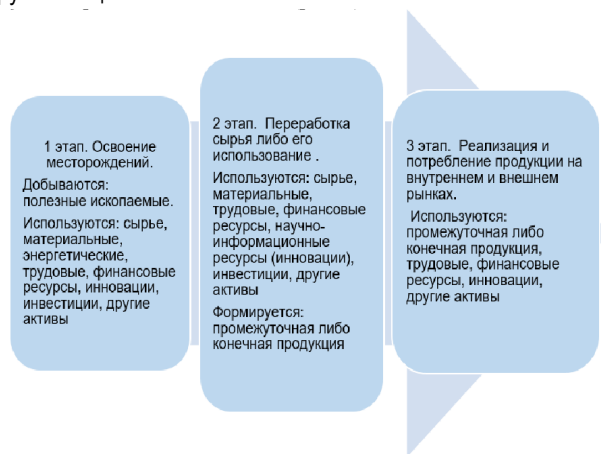 1 этап. Освоение
месторождений.
Добываются:
полезные ископаемые.
Используются: сырье,
материальные,
энергетические,
трудовые, финансовые
ресурсы, инновации,
инвестиции, другие
активы
2 этап. Переработка
сырья либо его
использование .
Используются: сырье,
материальные,
трудовые, финансовые
ресурсы, научно-
информационные
ресурсы (инновации),
инвестиции, другие
активы
Формируется:
промежуточная либо
конечная продукция
3 этап. Реализация и
потребление продукции на
внутреннем и внешнем
рынках.
Используются:
промежуточная либо
конечная продукция,
трудовые, финансовые
ресурсы, инновации,
другие активы